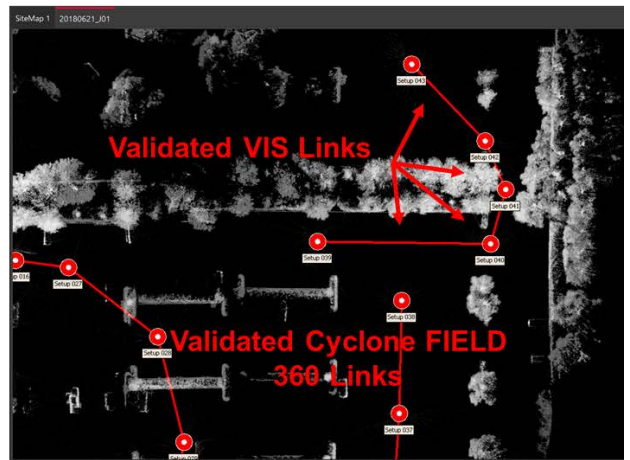 SiteMap 1
20180621_J01
Setup 043
Validated VIS Links
Setup 042
Setup 041
Setup 039
Setup 040
Setup 027
Setup 038
Setup 028
Validated Cyclone FIELD
360 Links
Setup 037